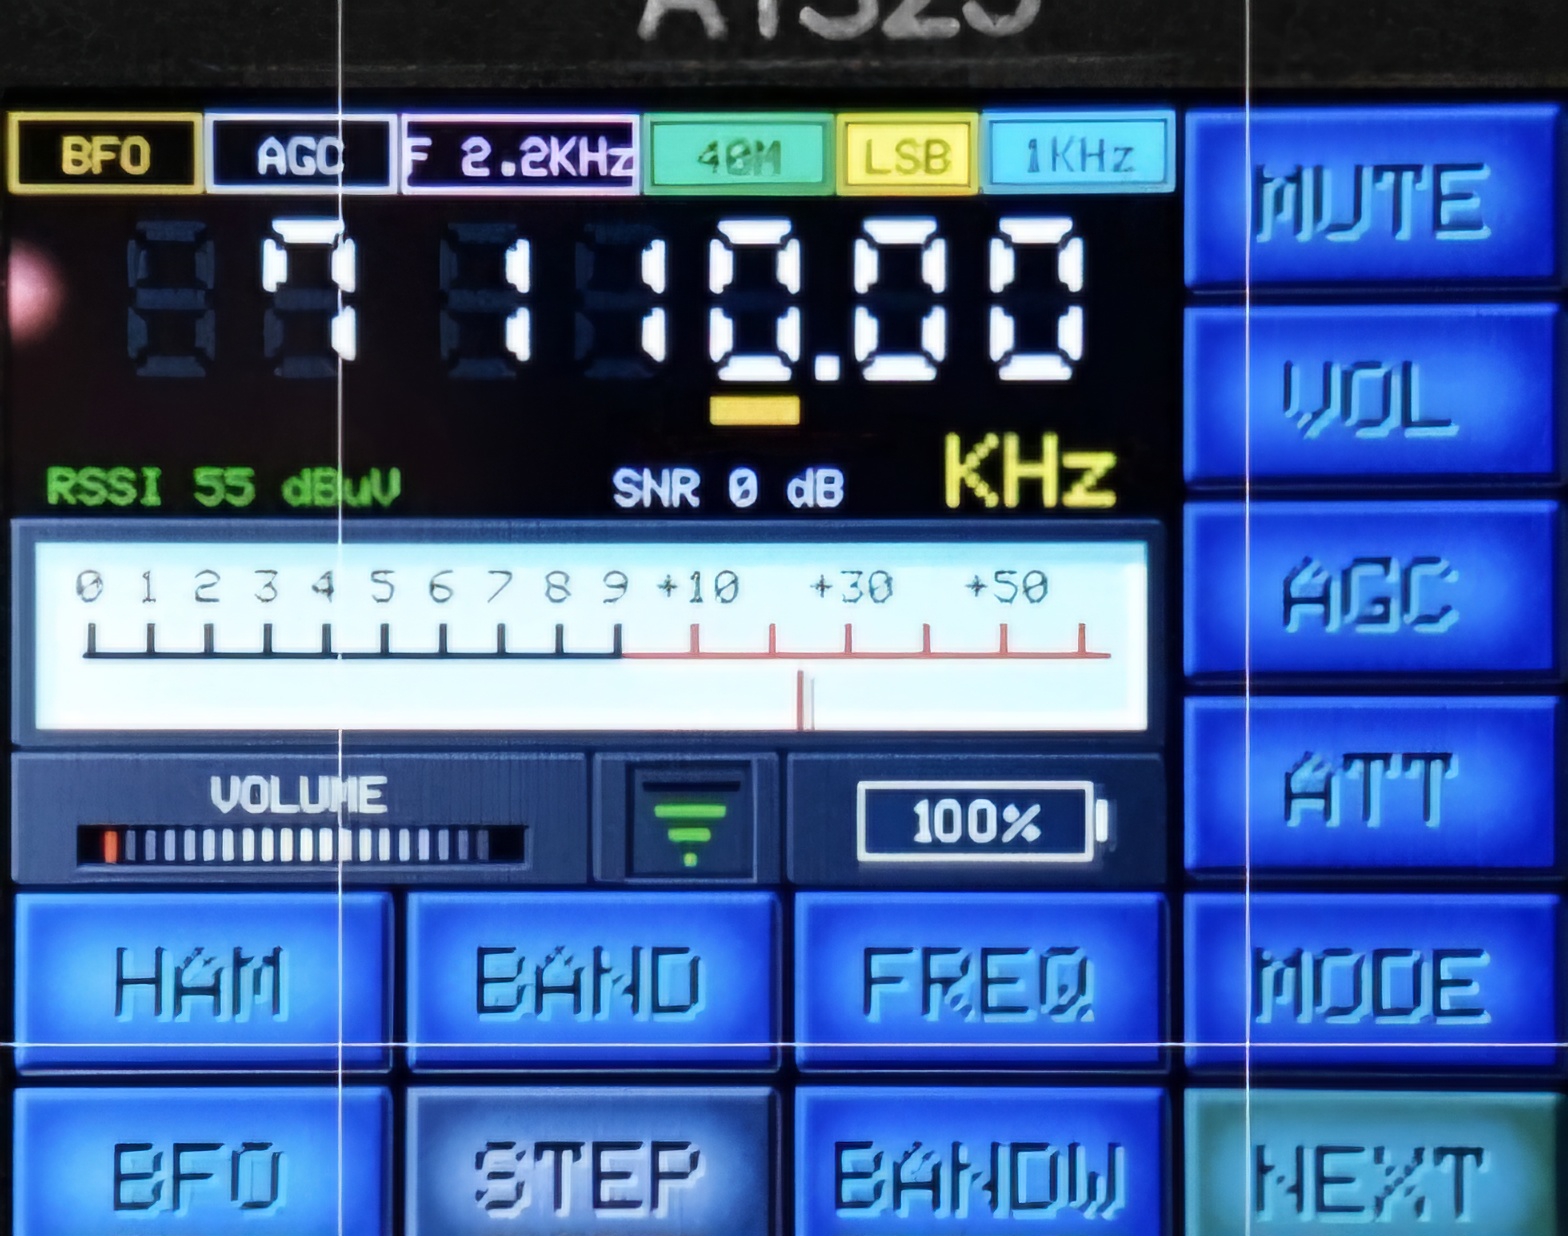 ATS25
BFO AGC F 2.2KHz 40M LSB 1KHz MUTE
7110.00
KHz
VOL
RSSI 55 dBuV SNR 0 dB
0 1 2 3 4 5 6 7 8 9 +10 +30 +50
AGC
VOLUME 100% ATT
HAM BAND FREQ MODE
BFO STEP BANDW NEXT